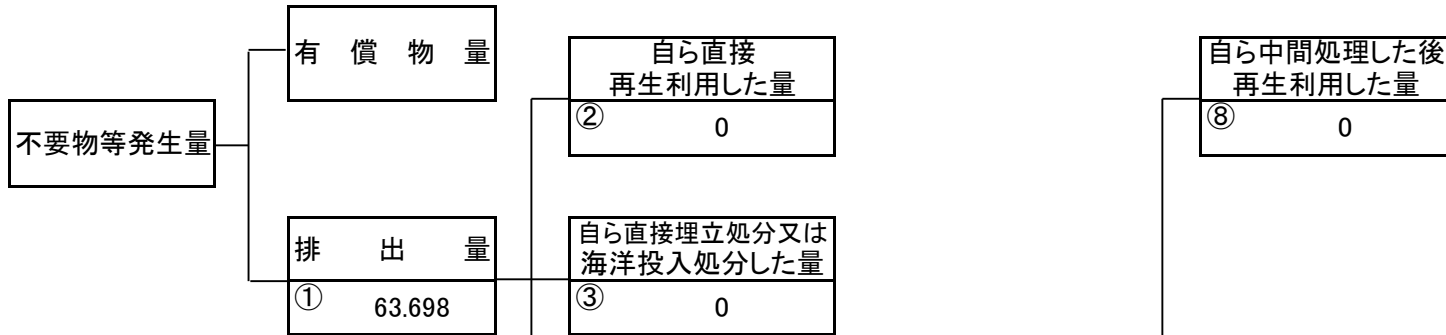 有償物量
自ら直接
再生利用した量
② 0
自ら中間処理した後
再生利用した量
⑧ 0
不要物等発生量
排出量
① 63.698
自ら直接埋立処分又は
海洋投入処分した量
③ 0